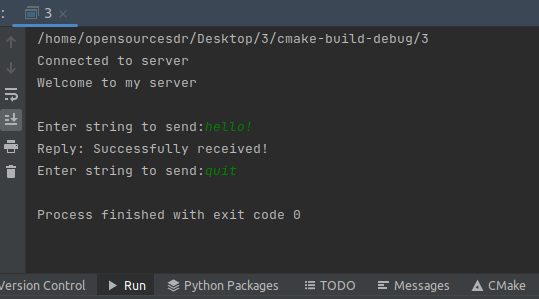 : 3 ×
/home/opensourcesdr/Desktop/3/cmake-build-debug/3
Connected to server
Welcome to my server
Enter string to send:hello!
Reply: Successfully received!
Enter string to send:quit
Process finished with exit code 0
Version Control Run Python Packages TODO Messages CMake